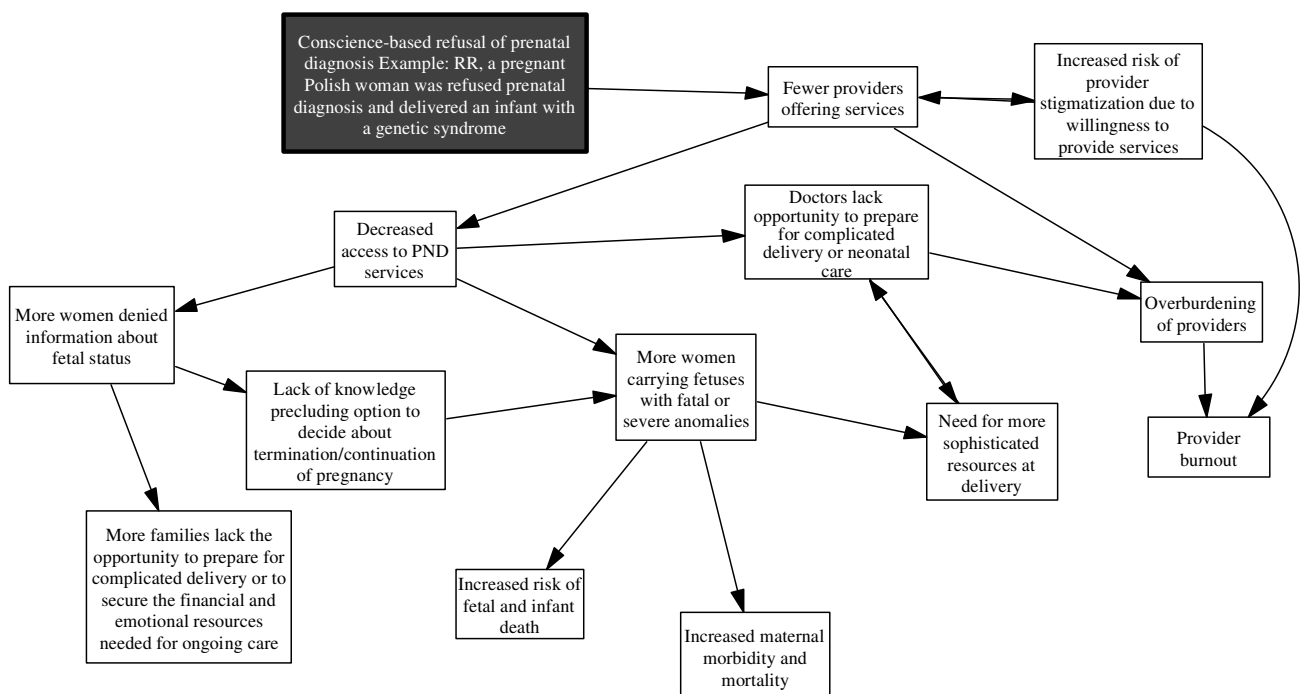 Conscience-based refusal of prenatal
diagnosis Example: RR, a pregnant
Polish woman was refused prenatal
diagnosis and delivered an infant with
a genetic syndrome
Fewer providers
offering services
Increased risk of
provider
stigmatization due to
willingness to
provide services
Decreased
access to PND
services
Doctors lack
opportunity to prepare
for complicated
delivery or neonatal
care
Overburdening
of providers
More women denied
information about
fetal status
Lack of knowledge
precluding option to
decide about
termination/continuation
of pregnancy
More women
carrying fetuses
with fatal or
severe anomalies
Need for more
sophisticated
resources at
delivery
Provider
burnout
More families lack the
opportunity to prepare for
complicated delivery or to
secure the financial and
emotional resources
needed for ongoing care
Increased risk of
fetal and infant
death
Increased maternal
morbidity and
mortality